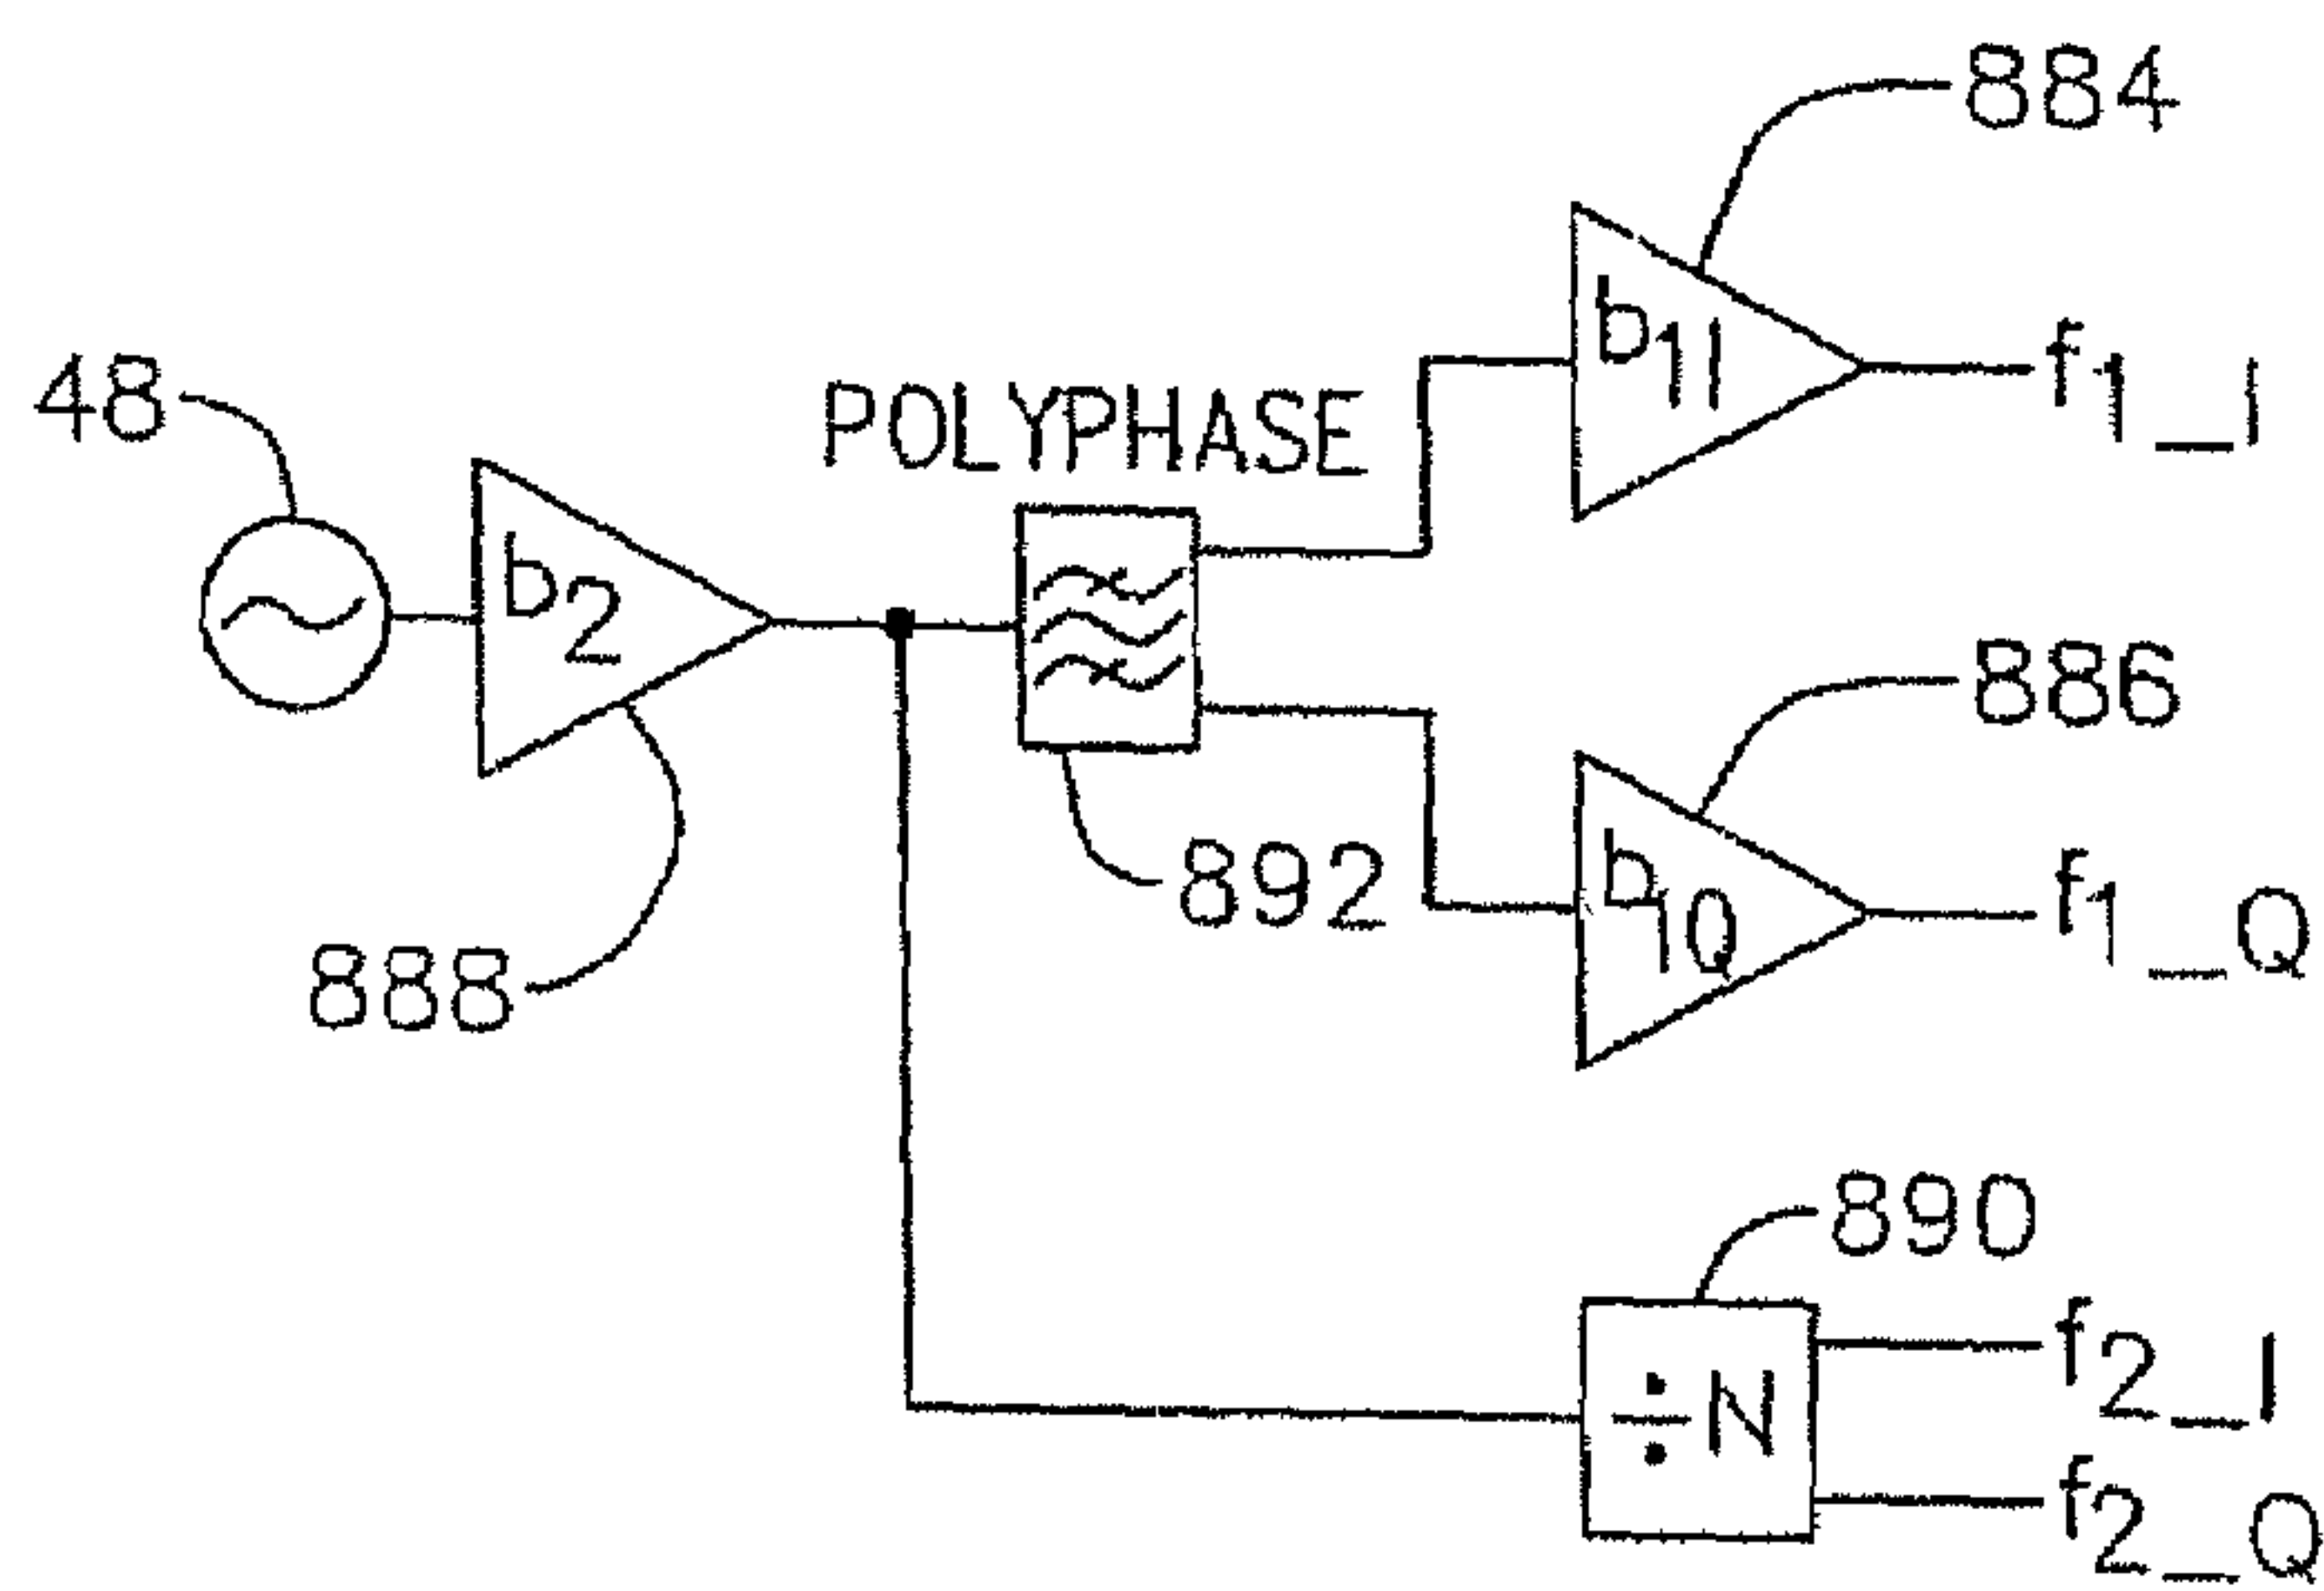 884
b1I
f1_I
48
POLYPHASE
b2
886
892
b1Q
f1_Q
888
890
÷N
f2_I
f2_Q